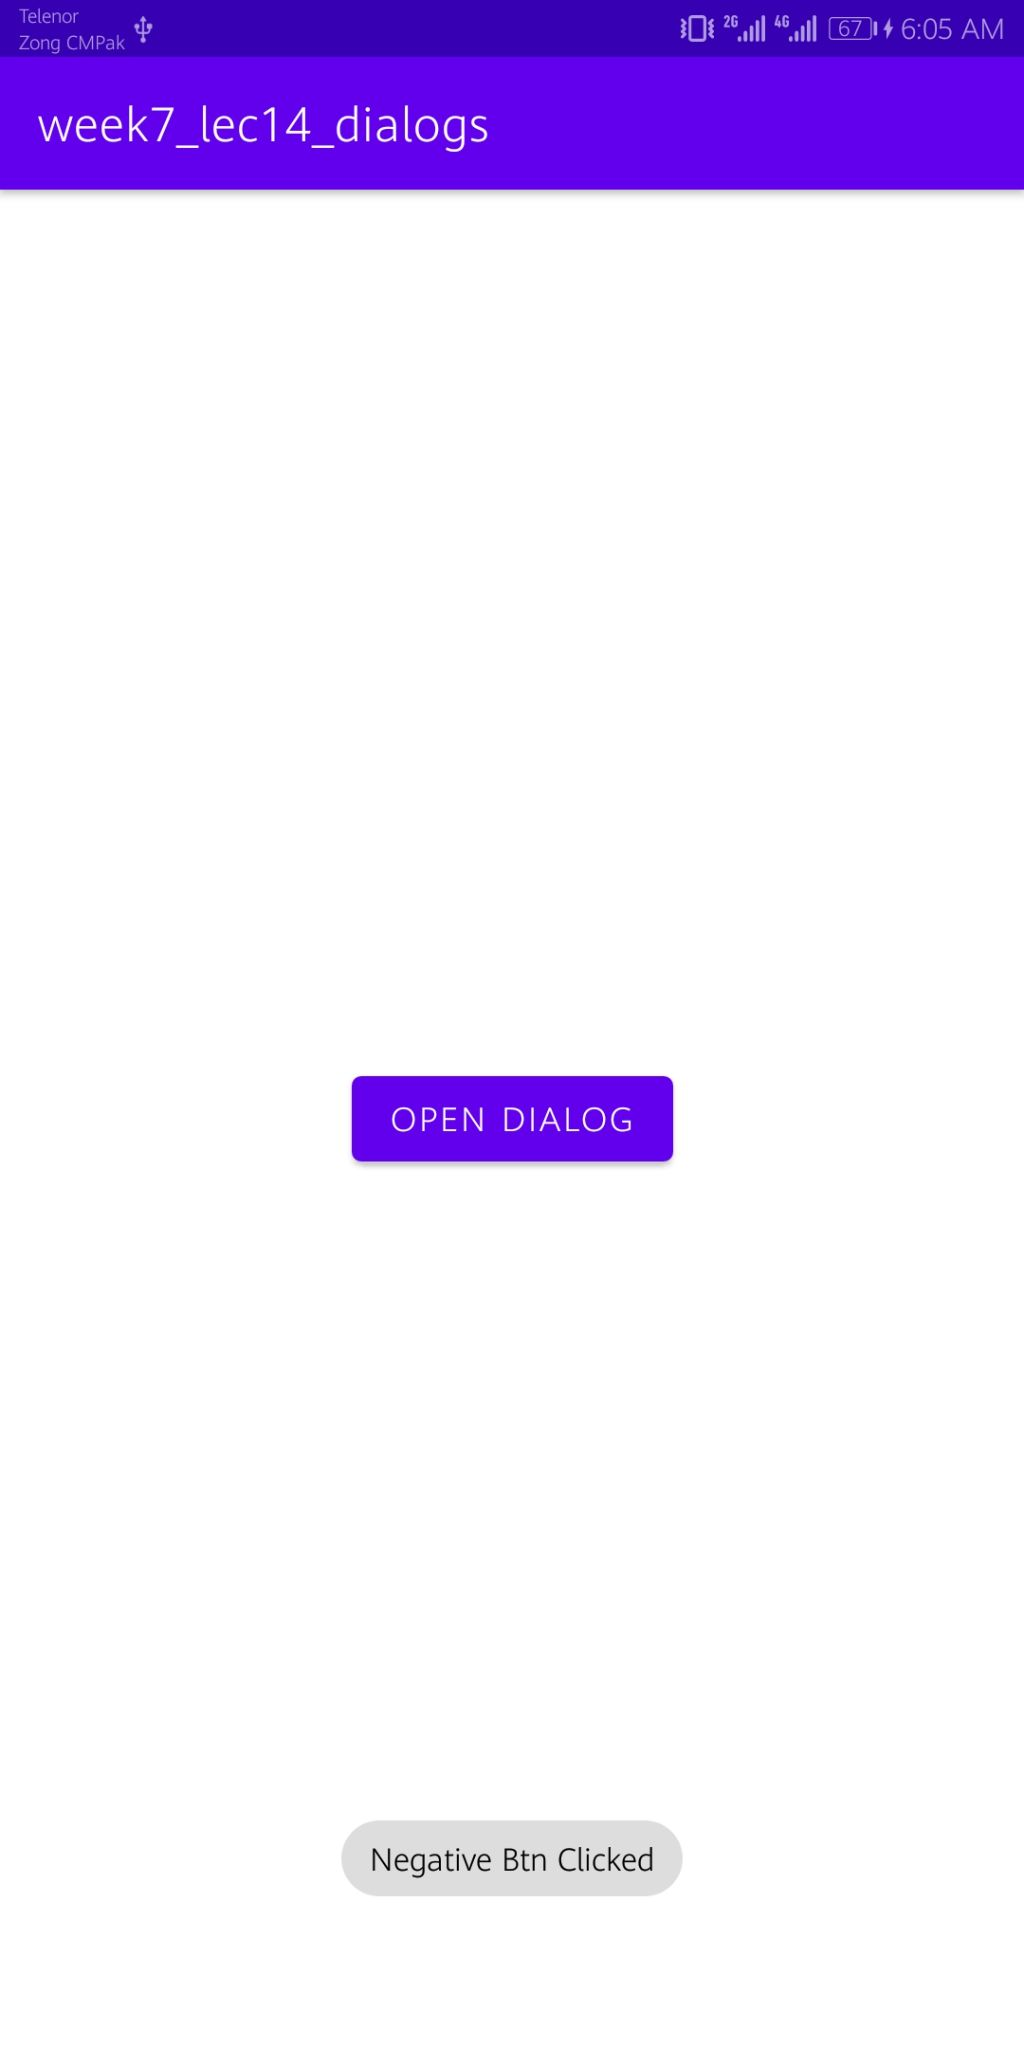 Telenor
Zong CMPak
2G 4G 67 6:05 AM
week7_lec14_dialogs
OPEN DIALOG
Negative Btn Clicked